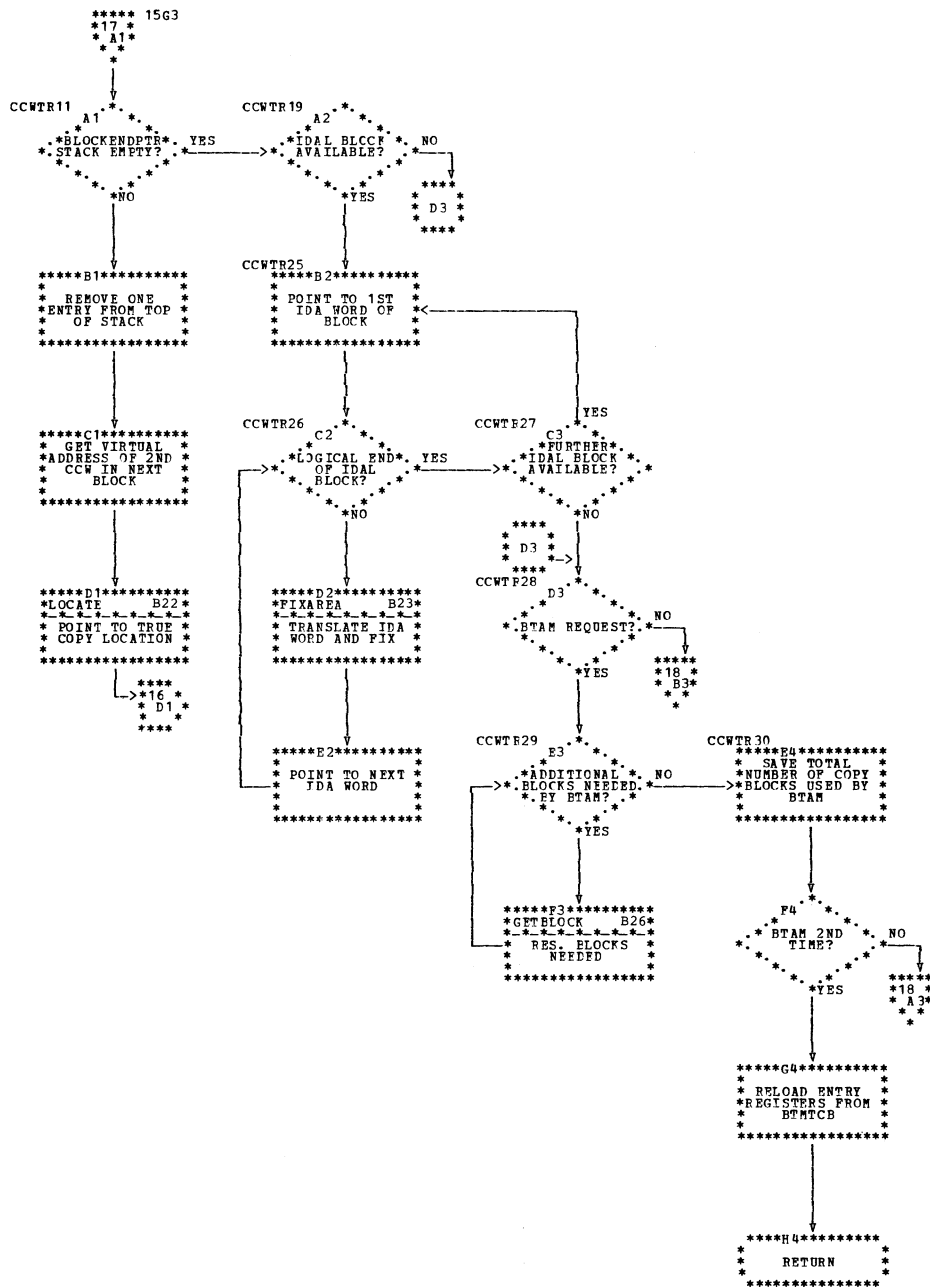 15G3
17
A1
CCWTR11
A1
BLOCKENDPTR
STACK EMPTY?
YES
NO
CCWTR19
A2
IDAL BLOCK
AVAILABLE?
NO
YES
D3
B1
REMOVE ONE
ENTRY FROM TOP
OF STACK
CCWTR25
B2
POINT TO 1ST
IDA WORD OF
BLOCK
C1
GET VIRTUAL
ADDRESS OF 2ND
CCW IN NEXT
BLOCK
CCWTR26
C2
LOGICAL END
OF IDAL
BLOCK?
YES
NO
CCWTR27
YES
C3
FURTHER
IDAL BLOCK
AVAILABLE?
NO
D3
D1
LOCATE B22
POINT TO TRUE
COPY LOCATION
16
D1
D2
FIXAREA B23
TRANSLATE IDA
WORD AND FIX
CCWTR28
D3
BTAM REQUEST?
NO
YES
18
B3
E2
POINT TO NEXT
IDA WORD
CCWTR29
E3
ADDITIONAL
BLOCKS NEEDED
BY BTAM?
NO
YES
CCWTR30
E4
SAVE TOTAL
NUMBER OF COPY
BLOCKS USED BY
BTAM
F3
GETBLOCK B26
RES. BLOCKS
NEEDED
F4
BTAM 2ND
TIME?
NO
YES
18
A3
G4
RELOAD ENTRY
REGISTERS FROM
BTMTCB
H4
RETURN